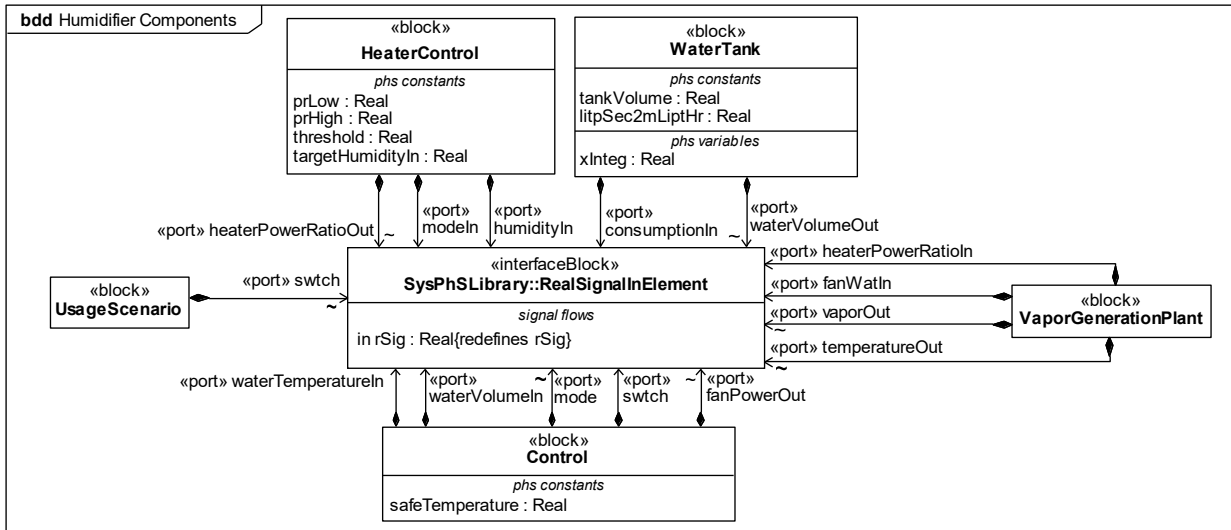 bdd Humidifier Components
«block»
HeaterControl
phs constants
prLow : Real
prHigh : Real
threshold : Real
targetHumidityIn : Real
«block»
WaterTank
phs constants
tankVolume : Real
litpSec2mLiptHr : Real
phs variables
xInteg : Real
«port» heaterPowerRatioOut
~
«port»
modeIn
«port»
humidityIn
«port»
consumptionIn
~
«port»
waterVolumeOut
«block»
UsageScenario
«port» swtch
~
«interfaceBlock»
SysPhSLibrary::RealSignalInElement
signal flows
in rSig : Real{redefines rSig}
«port» heaterPowerRatioIn
«port» fanWatIn
«port» vaporOut
~
«port» temperatureOut
~
«block»
VaporGenerationPlant
«port» waterTemperatureIn
«port»
waterVolumeIn
~
«port»
mode
«port»
swtch
~
«port»
fanPowerOut
«block»
Control
phs constants
safeTemperature : Real